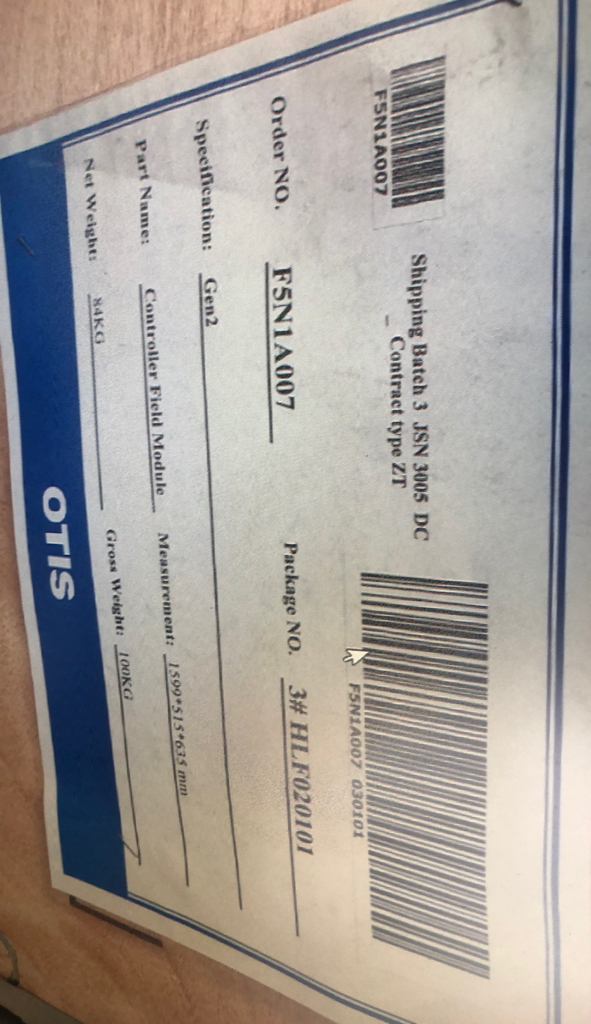 Shipping Batch 3 JSN 3005 DC
_ Contract type ZT
F5N1A007
F5N1A007 030101
Order NO. F5N1A007 Package NO. 3# HLF020101
Specification: Gen2
Part Name: Controller Field Module Measurement: 1599*515*635 mm
Net Weight: 84KG Gross Weight: 100KG
OTIS